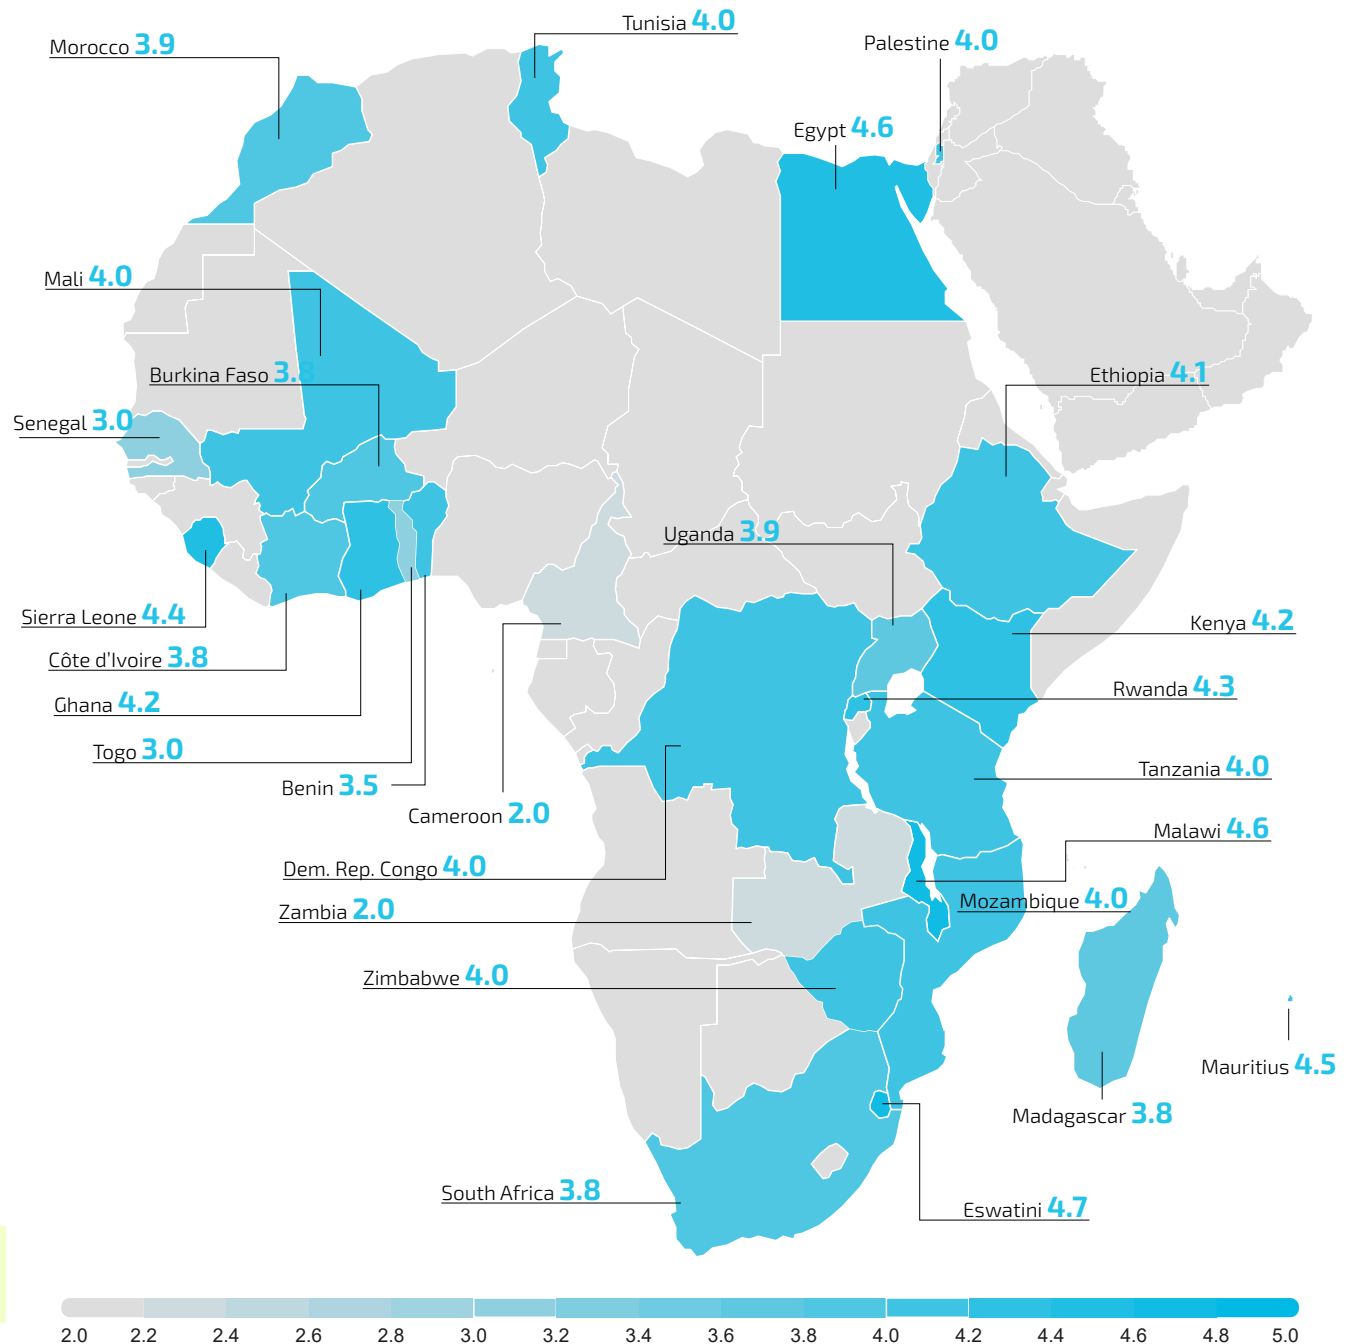 Tunisia 4.0
Morocco 3.9
Palestine 4.0
Egypt 4.6
Mali 4.0
Burkina Faso 3.8
Ethiopia 4.1
Senegal 3.0
Uganda 3.9
Sierra Leone 4.4
Kenya 4.2
Côte d'Ivoire 3.8
Rwanda 4.3
Ghana 4.2
Togo 3.0
Tanzania 4.0
Benin 3.5
Cameroon 2.0
Malawi 4.6
Dem. Rep. Congo 4.0
Mozambique 4.0
Zambia 2.0
Zimbabwe 4.0
Mauritius 4.5
Madagascar 3.8
South Africa 3.8
Eswatini 4.7
2.0 2.2 2.4 2.6 2.8 3.0 3.2 3.4 3.6 3.8 4.0 4.2 4.4 4.6 4.8 5.0